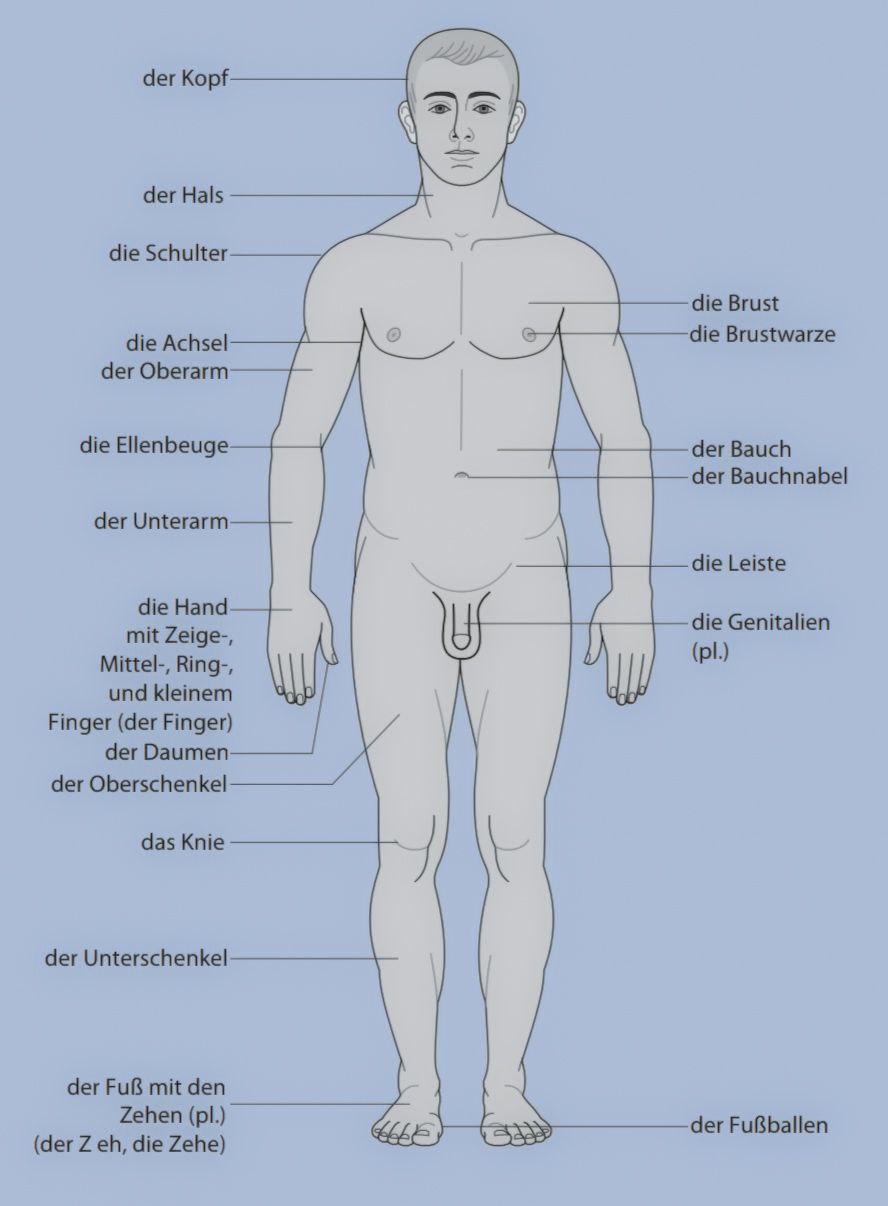 der Kopf
der Hals
die Schulter
die Achsel
der Oberarm
die Ellenbeuge
der Unterarm
die Hand
mit Zeige-,
Mittel-, Ring-,
und kleinem
Finger (der Finger)
der Daumen
der Oberschenkel
das Knie
der Unterschenkel
der Fuß mit den
Zehen (pl.)
(der Z eh, die Zehe)
die Brust
die Brustwarze
der Bauch
der Bauchnabel
die Leiste
die Genitalien
(pl.)
der Fußballen